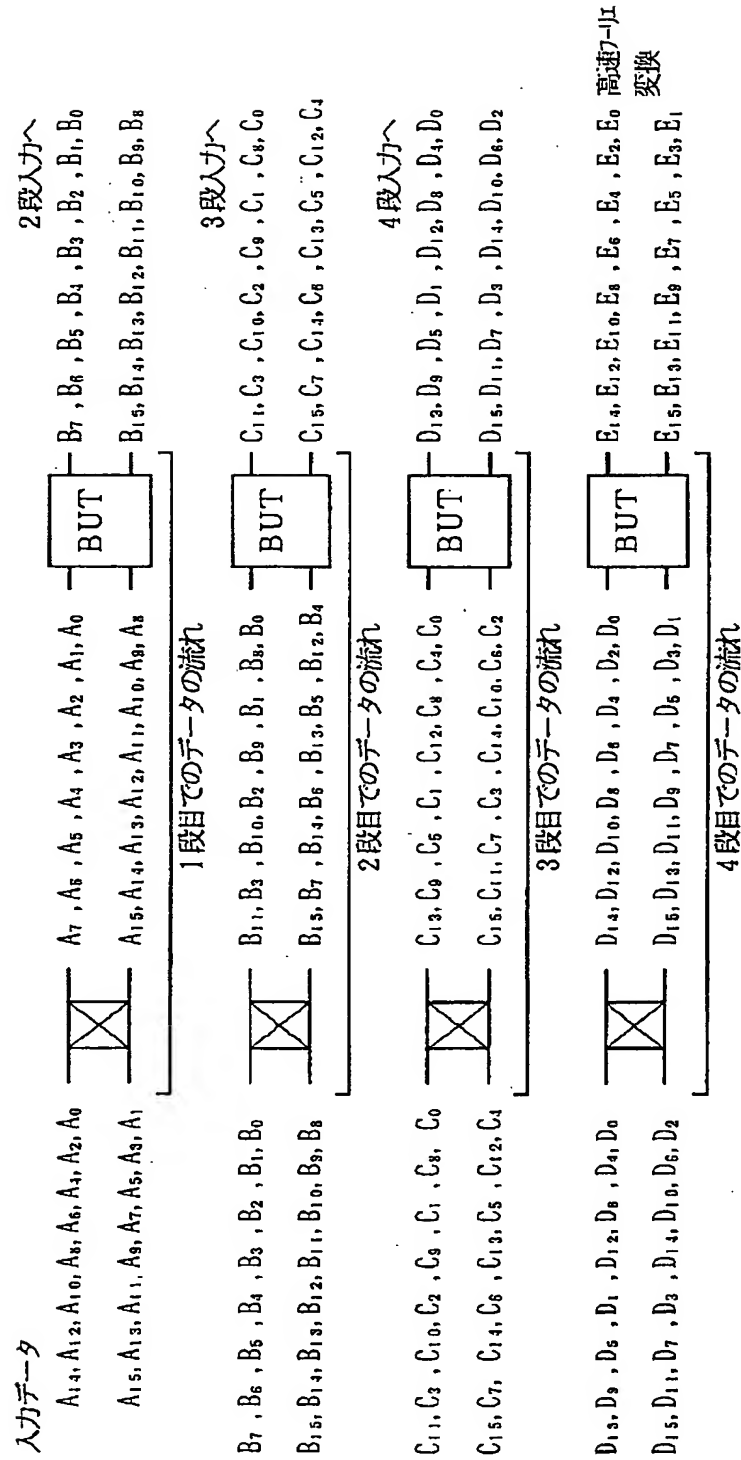 入力データ
A₁₄, A₁₂, A₁₀, A₈, A₆, A₄, A₂, A₀
A₁₅, A₁₃, A₁₁, A₉, A₇, A₅, A₃, A₁
A₇ , A₆ , A₅ , A₄ , A₃ , A₂ , A₁, A₀
A₁₅, A₁₄, A₁₃, A₁₂, A₁₁, A₁₀, A₉, A₈
BUT
2段入力へ
B₇ , B₆ , B₅ , B₄ , B₃ , B₂ , B₁, B₀
B₁₅, B₁₄, B₁₃, B₁₂, B₁₁, B₁₀, B₉, B₈
1段目でのデータの流れ
B₇ , B₆ , B₅ , B₄ , B₃ , B₂ , B₁, B₀
B₁₅, B₁₄, B₁₃, B₁₂, B₁₁, B₁₀, B₉, B₈
B₁₁, B₃ , B₁₀, B₂ , B₉ , B₁ , B₈, B₀
B₁₅, B₇ , B₁₄, B₆ , B₁₃, B₅ , B₁₂, B₄
BUT
3段入力へ
C₁₁, C₃ , C₁₀, C₂ , C₉ , C₁ , C₈, C₀
C₁₅, C₇ , C₁₄, C₆ , C₁₃, C₅ , C₁₂, C₄
2段目でのデータの流れ
C₁₁, C₃ , C₁₀, C₂ , C₉ , C₁ , C₈, C₀
C₁₅, C₇, C₁₄, C₆ , C₁₃, C₅ , C₁₂, C₄
C₁₃, C₉ , C₅ , C₁ , C₁₂, C₈ , C₄, C₀
C₁₅, C₁₁, C₇ , C₃ , C₁₄, C₁₀, C₆, C₂
BUT
4段入力へ
D₁₃, D₉ , D₅ , D₁ , D₁₂, D₈ , D₄, D₀
D₁₅, D₁₁, D₇ , D₃ , D₁₄, D₁₀, D₆, D₂
3段目でのデータの流れ
D₁₃, D₉ , D₅ , D₁ , D₁₂, D₈ , D₄, D₀
D₁₅, D₁₁, D₇ , D₃ , D₁₄, D₁₀, D₆, D₂
D₁₄, D₁₂, D₁₀, D₈ , D₆ , D₄ , D₂, D₀
D₁₅, D₁₃, D₁₁, D₉ , D₇ , D₅ , D₃, D₁
BUT
E₁₄, E₁₂, E₁₀, E₈ , E₆ , E₄ , E₂, E₀
E₁₅, E₁₃, E₁₁, E₉ , E₇ , E₅ , E₃, E₁
高速フーリエ
変換
4段目でのデータの流れ